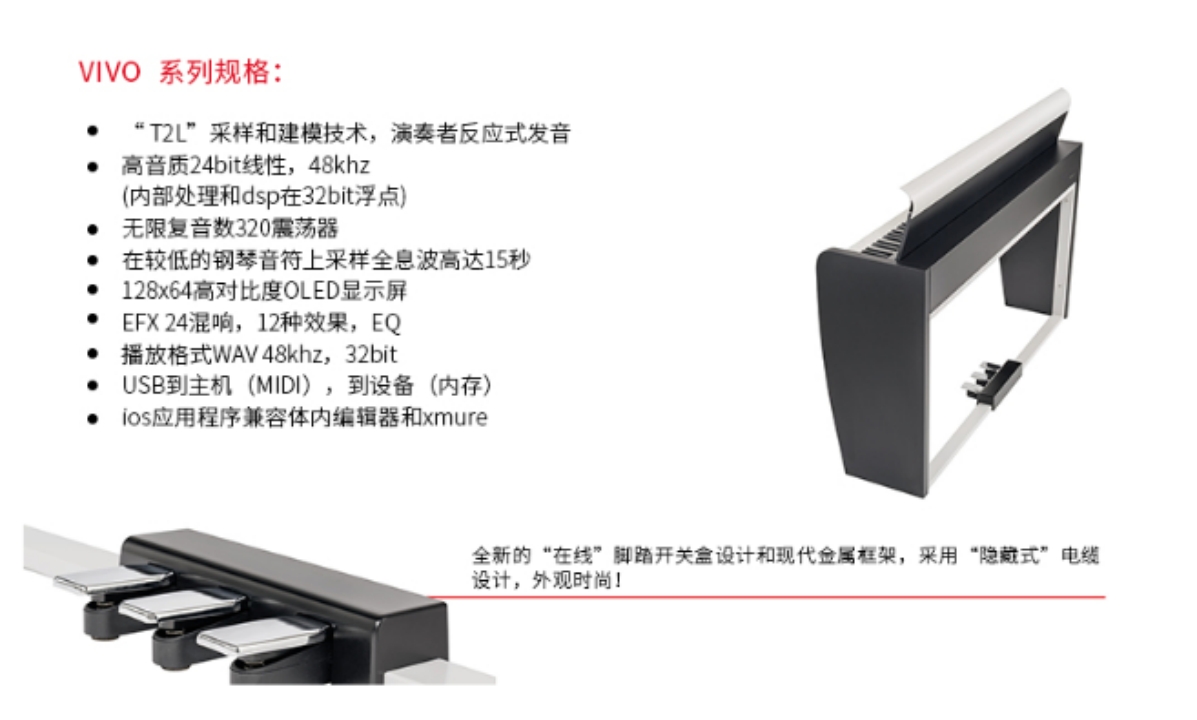 VIVO 系列规格：
“T2L”采样和建模技术，演奏者反应式发音
高音质24bit线性，48khz
(内部处理和dsp在32bit浮点)
无限复音数320震荡器
在较低的钢琴音符上采样全息波高达15秒
128x64高对比度OLED显示屏
EFX 24混响，12种效果，EQ
播放格式WAV 48khz，32bit
USB到主机（MIDI），到设备（内存）
ios应用程序兼容体内编辑器和xmure
全新的“在线”脚踏开关盒设计和现代金属框架，采用“隐藏式”电缆
设计，外观时尚！